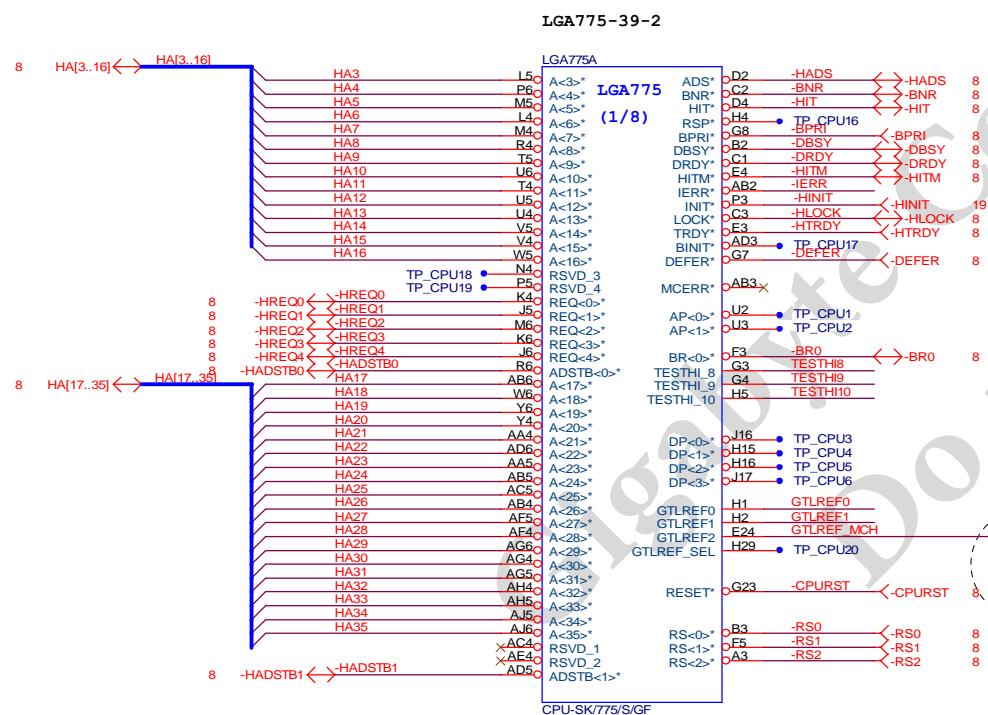 LGA775-39-2
LGA775A
LGA775
(1/8)
8 HA[3..16] HA[3..16]
HA3 L5 A<3>* ADS* D2 -HADS -HADS 8
HA4 P6 A<4>* BNR* C2 -BNR -BNR 8
HA5 M5 A<5>* HIT* D4 -HIT -HIT 8
HA6 L4 A<6>* RSP* H4 TP_CPU16
HA7 M4 A<7>* BPRI* G8 -BPRI -BPRI 8
HA8 R4 A<8>* DBSY* B2 -DBSY -DBSY 8
HA9 T5 A<9>* DRDY* C1 -DRDY -DRDY 8
HA10 U6 A<10>* HITM* E4 -HITM -HITM 8
HA11 T4 A<11>* IERR* AB2 -IERR
HA12 U5 A<12>* INIT* P3 -HINIT -HINIT 19
HA13 U4 A<13>* LOCK* C3 -HLOCK -HLOCK 8
HA14 V5 A<14>* TRDY* E3 -HTRDY -HTRDY 8
HA15 V4 A<15>* BINIT* AD3 TP_CPU17
HA16 W5 A<16>* DEFER* G7 -DEFER -DEFER 8
TP_CPU18 N4 RSVD_3
TP_CPU19 P5 RSVD_4 MCERR* AB3
8 -HREQ0 -HREQ0 K4 REQ<0>*
8 -HREQ1 -HREQ1 J5 REQ<1>* AP<0>* U2 TP_CPU1
8 -HREQ2 -HREQ2 M6 REQ<2>* AP<1>* U3 TP_CPU2
8 -HREQ3 -HREQ3 K6 REQ<3>*
8 -HREQ4 -HREQ4 J6 REQ<4>* BR<0>* F3 -BR0 -BR0 8
8 -HADSTB0 -HADSTB0 R6 ADSTB<0>* TESTHI_8 G3 TESTHI8
8 HA[17..35] HA[17..35]
HA17 AB6 A<17>* TESTHI_9 G4 TESTHI9
HA18 W6 A<18>* TESTHI_10 H5 TESTHI10
HA19 Y6 A<19>*
HA20 Y4 A<20>*
HA21 AA4 A<21>* DP<0>* J16 TP_CPU3
HA22 AD6 A<22>* DP<1>* H15 TP_CPU4
HA23 AA5 A<23>* DP<2>* H16 TP_CPU5
HA24 AB5 A<24>* DP<3>* J17 TP_CPU6
HA25 AC5 A<25>*
HA26 AB4 A<26>* GTLREF0 H1 GTLREF0
HA27 AF5 A<27>* GTLREF1 H2 GTLREF1
HA28 AF4 A<28>* GTLREF2 E24 GTLREF_MCH
HA29 AG6 A<29>* GTLREF_SEL H29 TP_CPU20
HA30 AG4 A<30>*
HA31 AG5 A<31>*
HA32 AH4 A<32>* RESET* G23 -CPURST -CPURST 8
HA33 AH5 A<33>*
HA34 AJ5 A<34>*
HA35 AJ6 A<35>* RS<0>* B3 -RS0 -RS0 8
AC4 RSVD_1 RS<1>* F5 -RS1 -RS1 8
AE4 RSVD_2 RS<2>* A3 -RS2 -RS2 8
8 -HADSTB1 -HADSTB1 AD5 ADSTB<1>*
CPU-SK/775/S/GF
Gigabyte